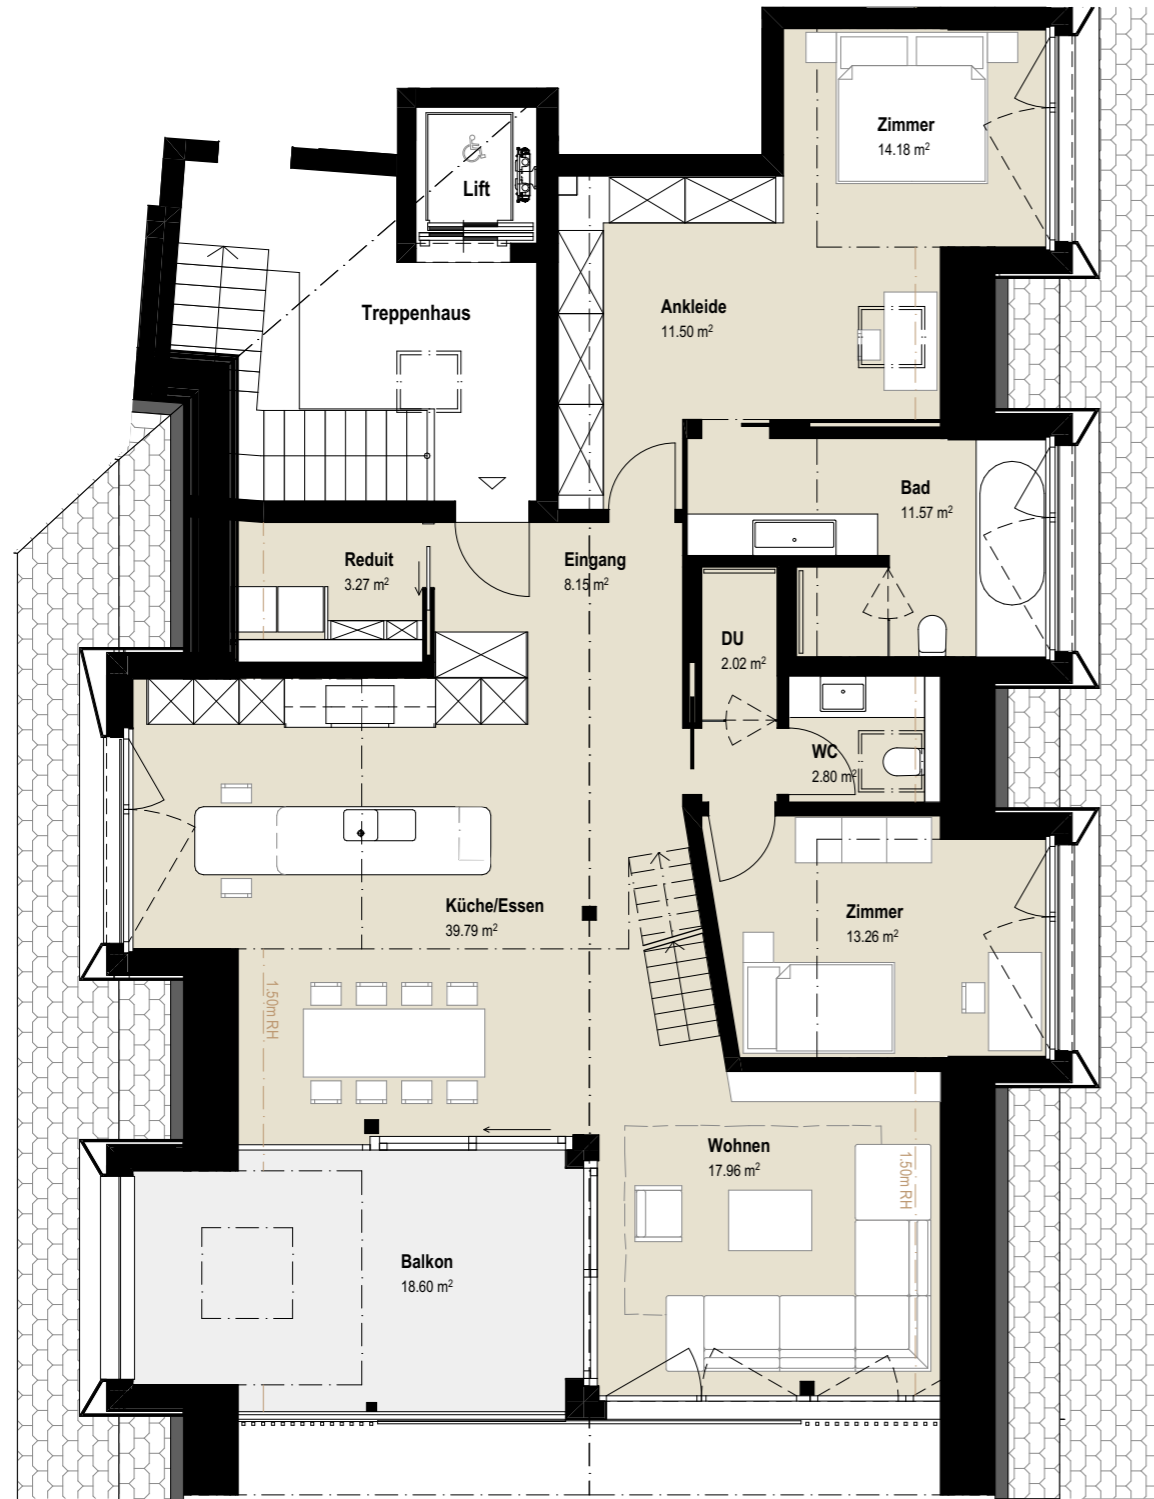 Zimmer
14.18 m²
Lift
Ankleide
11.50 m²
Treppenhaus
Bad
11.57 m²
Reduit
3.27 m²
Eingang
8.15 m²
DU
2.02 m²
WC
2.80 m²
Küche/Essen
39.79 m²
Zimmer
13.26 m²
1.50m RH
Wohnen
17.96 m²
1.50m RH
Balkon
18.60 m²